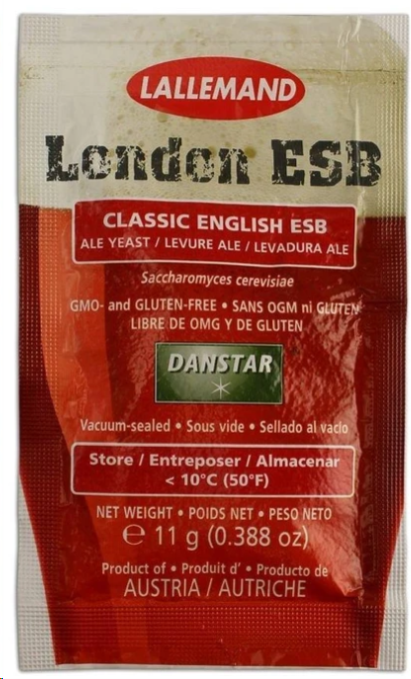 LALLEMAND
London ESB
CLASSIC ENGLISH ESB
ALE YEAST / LEVURE ALE / LEVADURA ALE
Saccharomyces cerevisiae
GMO- and GLUTEN-FREE • SANS OGM ni GLUTEN
LIBRE DE OMG Y DE GLUTEN
DANSTAR
Vacuum-sealed • Sous vide • Sellado al vacío
Store / Entreposer / Almacenar
< 10°C (50°F)
NET WEIGHT • POIDS NET • PESO NETO
℮ 11 g (0.388 oz)
Product of • Produit d' • Producto de
AUSTRIA / AUTRICHE